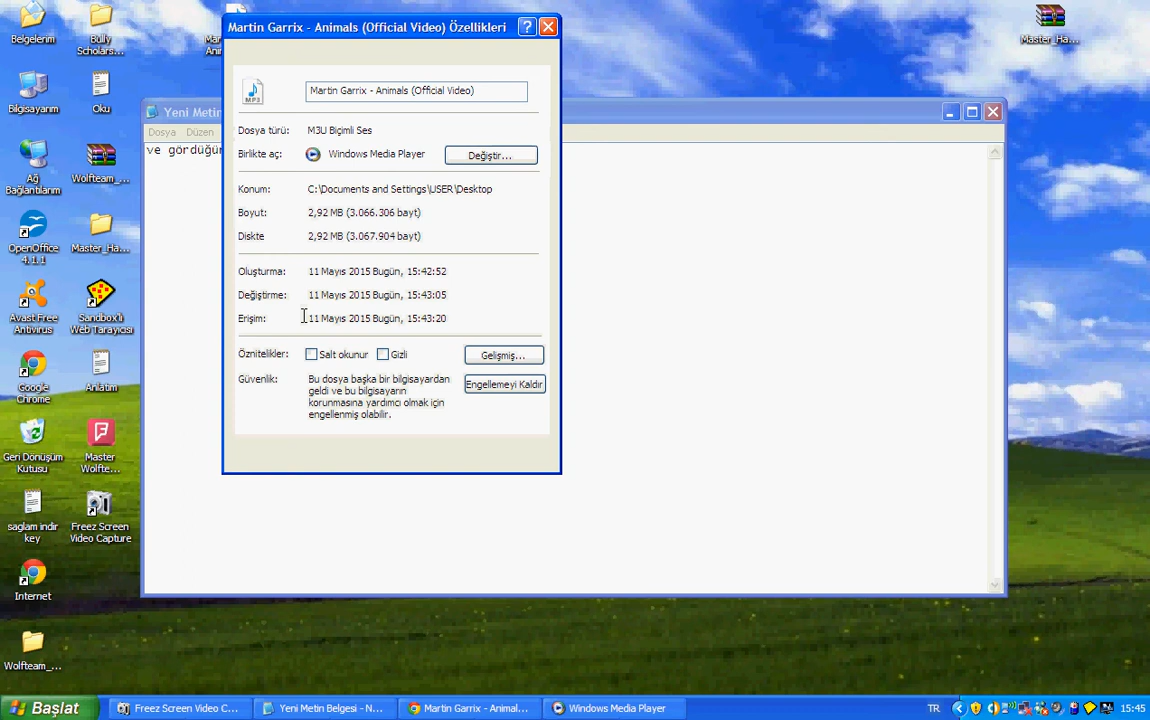 Belgelerim
Bully
Scholars...
Master_Ha...
Bilgisayarım
Oku
Ağ
Bağlantılarım
Wolfteam_...
OpenOffice
4.1.1
Master_Ha...
Avast Free
Antivirus
Sandbox'lı
Web Tarayıcısı
Google
Chrome
Anlatım
Geri Dönüşüm
Kutusu
Master
Wolfte...
saglam indir
key
Freez Screen
Video Capture
Internet
Wolfteam_...
Yeni Metin
Dosya Düzen
ve gördüğün
Martin Garrix - Animals (Official Video) Özellikleri
MP3
Martin Garrix - Animals (Official Video)
Dosya türü: M3U Biçimli Ses
Birlikte aç: Windows Media Player Değiştir...
Konum: C:\Documents and Settings\USER\Desktop
Boyut: 2,92 MB (3.066.306 bayt)
Diskte 2,92 MB (3.067.904 bayt)
Oluşturma: 11 Mayıs 2015 Bugün, 15:42:52
Değiştirme: 11 Mayıs 2015 Bugün, 15:43:05
Erişim: 11 Mayıs 2015 Bugün, 15:43:20
Öznitelikler: Salt okunur Gizli Gelişmiş...
Güvenlik: Bu dosya başka bir bilgisayardan
geldi ve bu bilgisayarın
korunmasına yardımcı olmak için
engellenmiş olabilir.
Engellemeyi Kaldır
Başlat Freez Screen Video C... Yeni Metin Belgesi - N... Martin Garrix - Animal... Windows Media Player TR 15:45